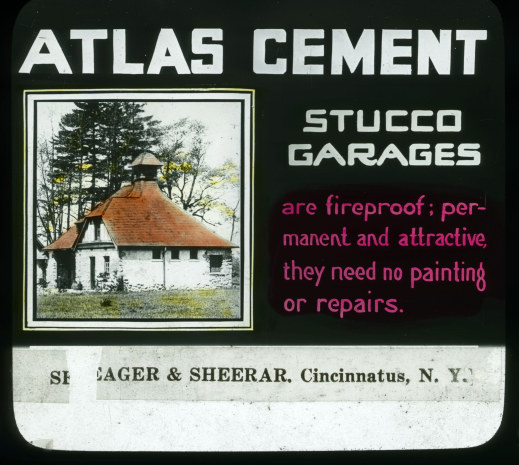 ATLAS CEMENT
STUCCO
GARAGES
are fireproof; per-
manent and attractive,
they need no painting
or repairs.
& SHEERAR. Cincinnatus, N. Y.